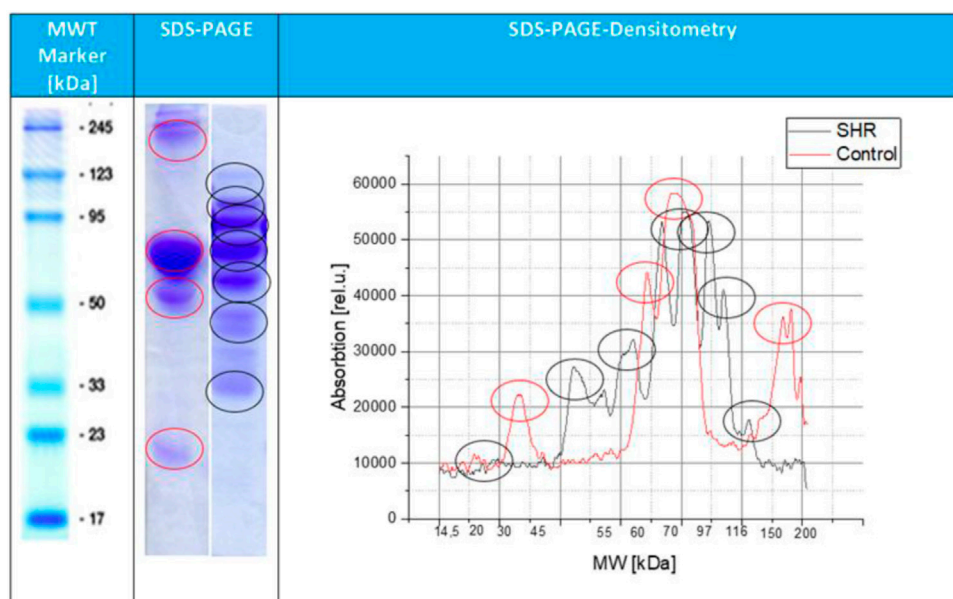 MWT
Marker
[kDa]
SDS-PAGE
SDS-PAGE-Densitometry
- 245
- 123
- 95
- 50
- 33
- 23
- 17
SHR
Control
60000
50000
40000
30000
20000
10000
0
Absorbtion [rel.u.]
14,5 20 30 45 55 60 70 97 116 150 200
MW [kDa]